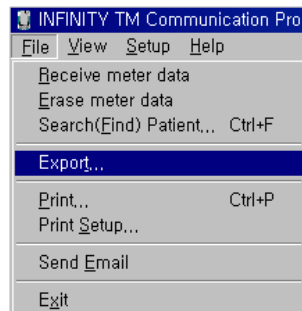 INFINITY TM Communication Pro
File View Setup Help
Receive meter data
Erase meter data
Search(Find) Patient... Ctrl+F
Export...
Print... Ctrl+P
Print Setup...
Send Email
Exit